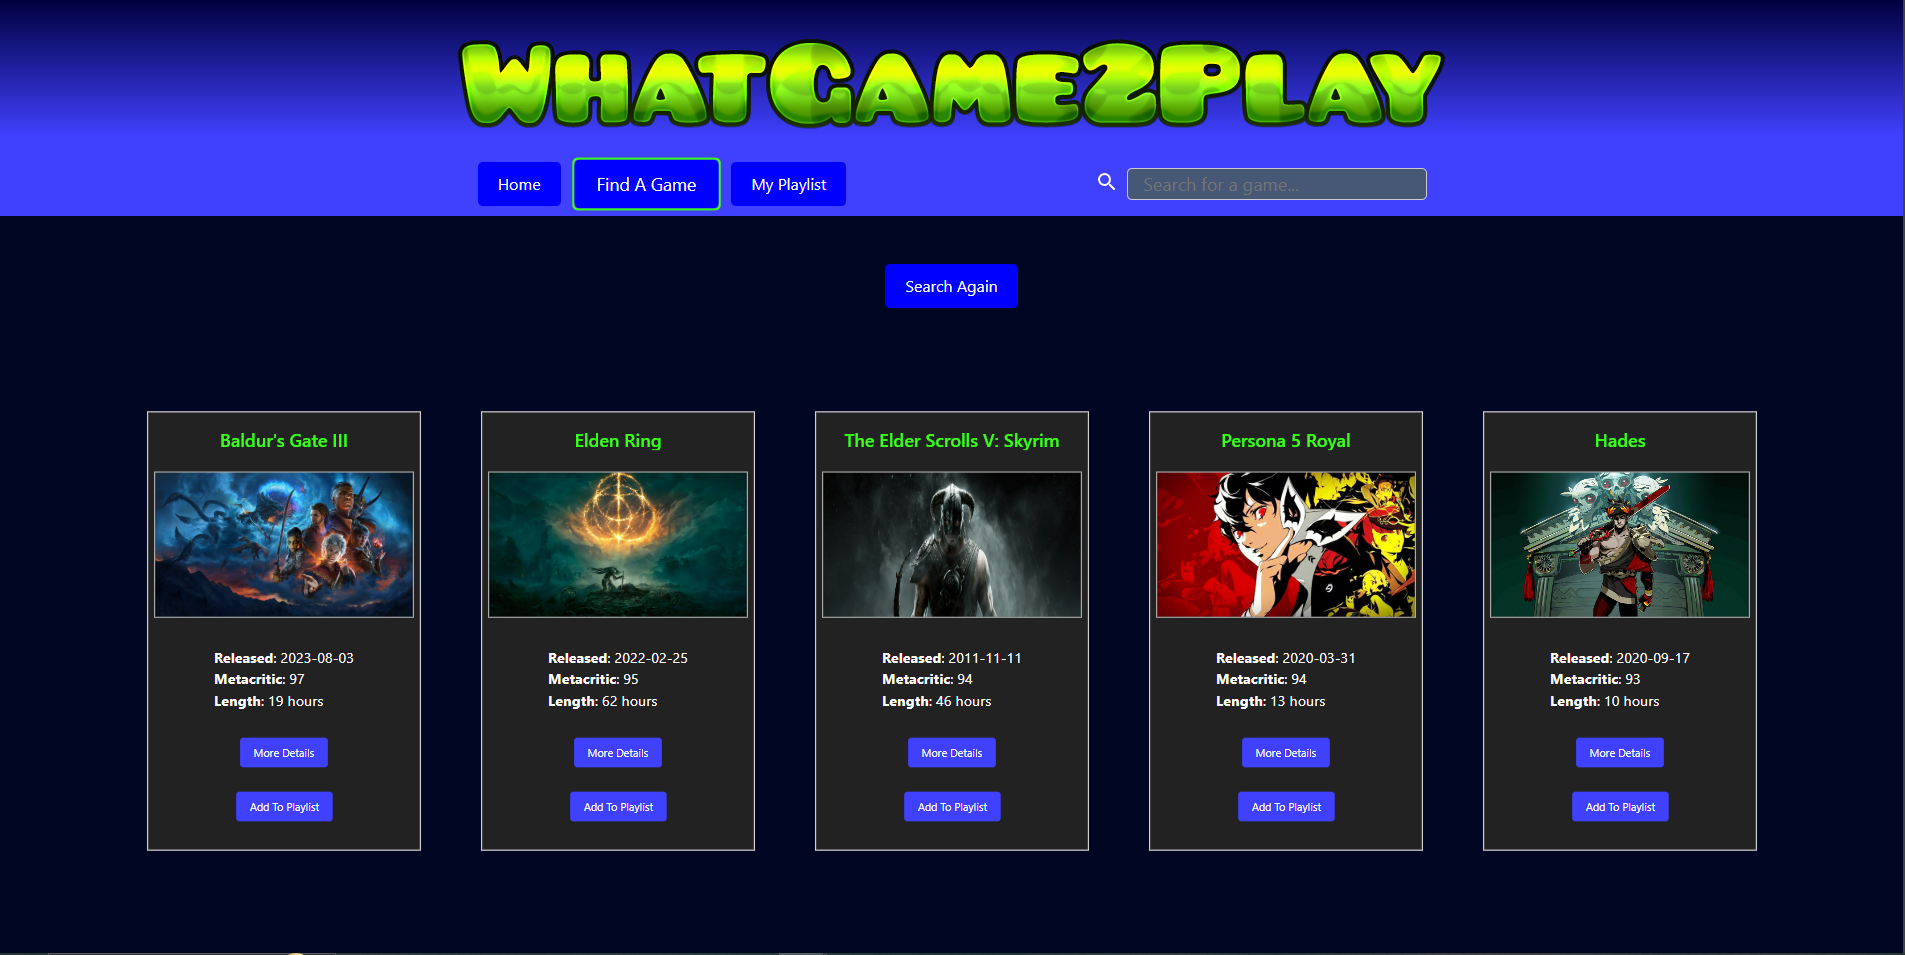 WhatGame2Play
Home
Find A Game
My Playlist
Search for a game...
Search Again
Baldur's Gate III
Released: 2023-08-03
Metacritic: 97
Length: 19 hours
More Details
Add To Playlist
Elden Ring
Released: 2022-02-25
Metacritic: 95
Length: 62 hours
More Details
Add To Playlist
The Elder Scrolls V: Skyrim
Released: 2011-11-11
Metacritic: 94
Length: 46 hours
More Details
Add To Playlist
Persona 5 Royal
Released: 2020-03-31
Metacritic: 94
Length: 13 hours
More Details
Add To Playlist
Hades
Released: 2020-09-17
Metacritic: 93
Length: 10 hours
More Details
Add To Playlist